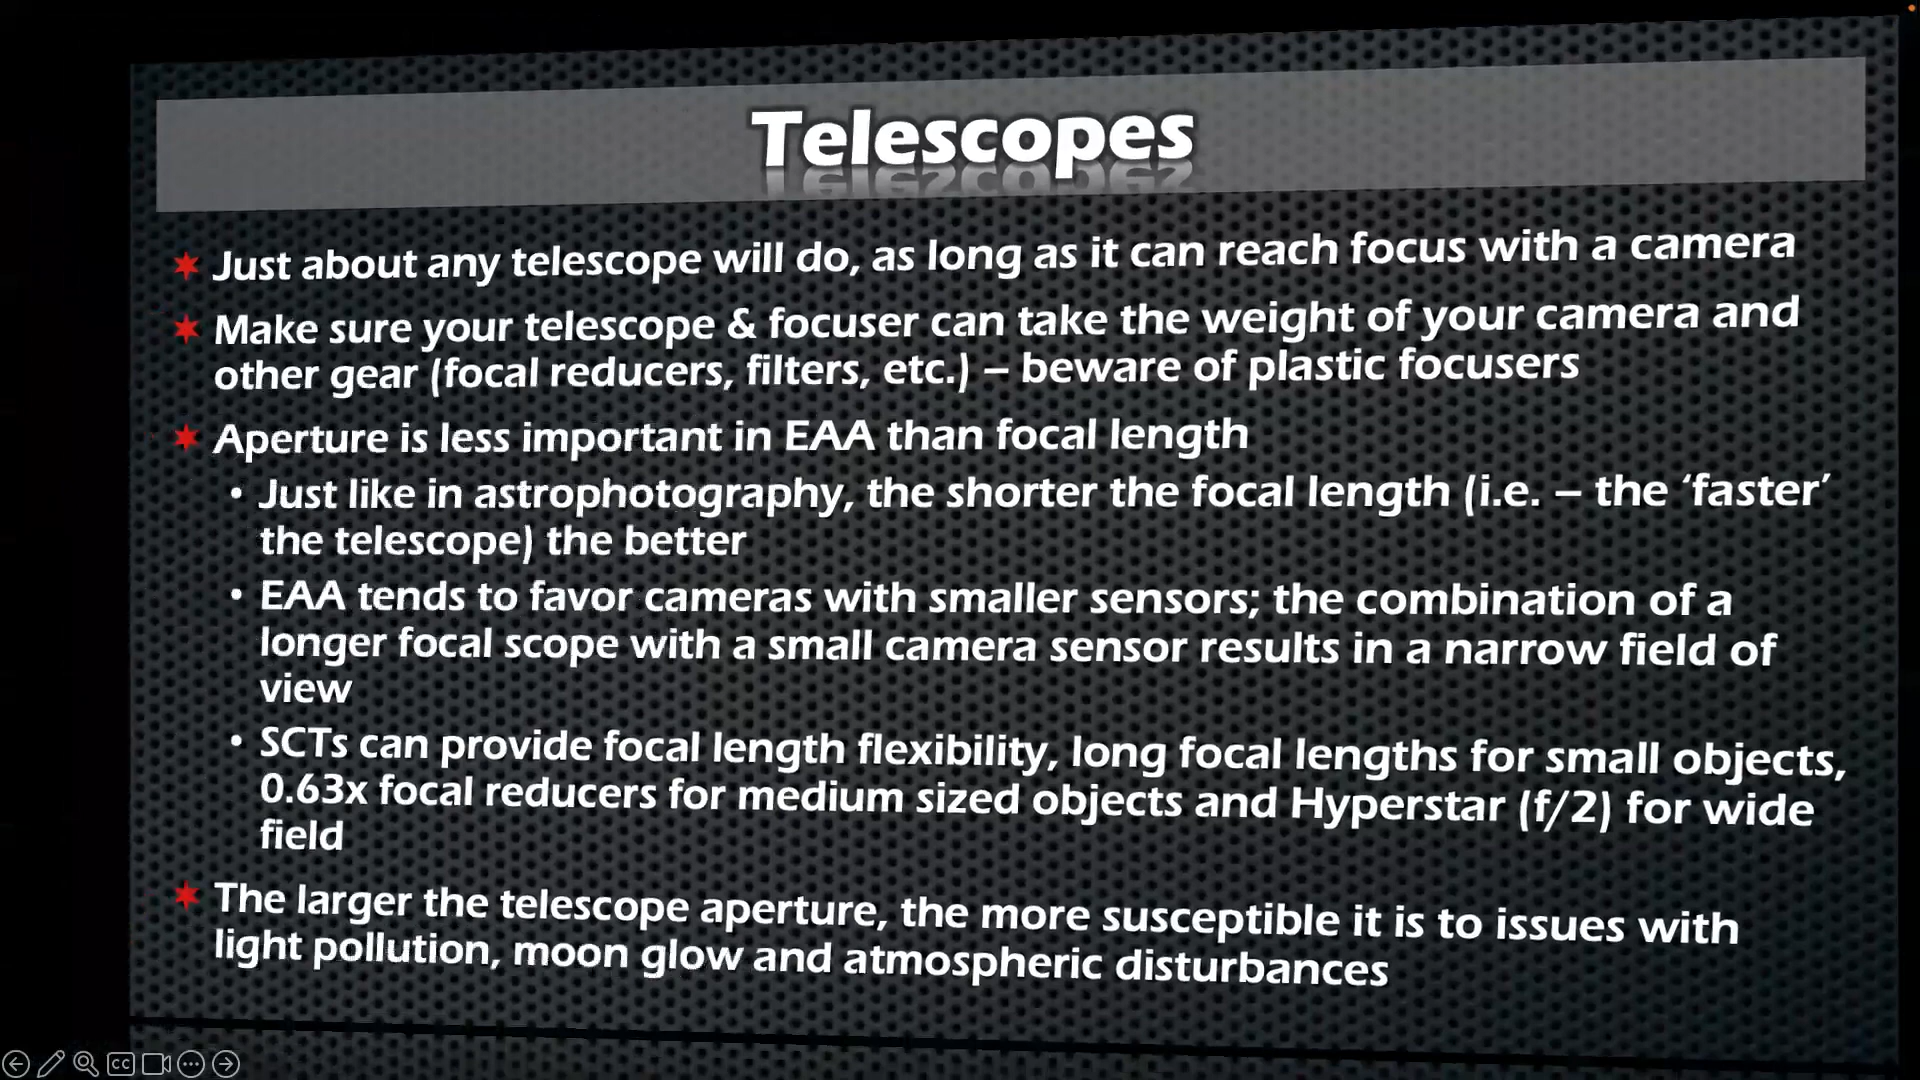 Telescopes
Just about any telescope will do, as long as it can reach focus with a camera
Make sure your telescope & focuser can take the weight of your camera and
other gear (focal reducers, filters, etc.) – beware of plastic focusers
Aperture is less important in EAA than focal length
• Just like in astrophotography, the shorter the focal length (i.e. – the ‘faster’
the telescope) the better
• EAA tends to favor cameras with smaller sensors; the combination of a
longer focal scope with a small camera sensor results in a narrow field of
view
• SCTs can provide focal length flexibility, long focal lengths for small objects,
0.63x focal reducers for medium sized objects and Hyperstar (f/2) for wide
field
The larger the telescope aperture, the more susceptible it is to issues with
light pollution, moon glow and atmospheric disturbances
CC